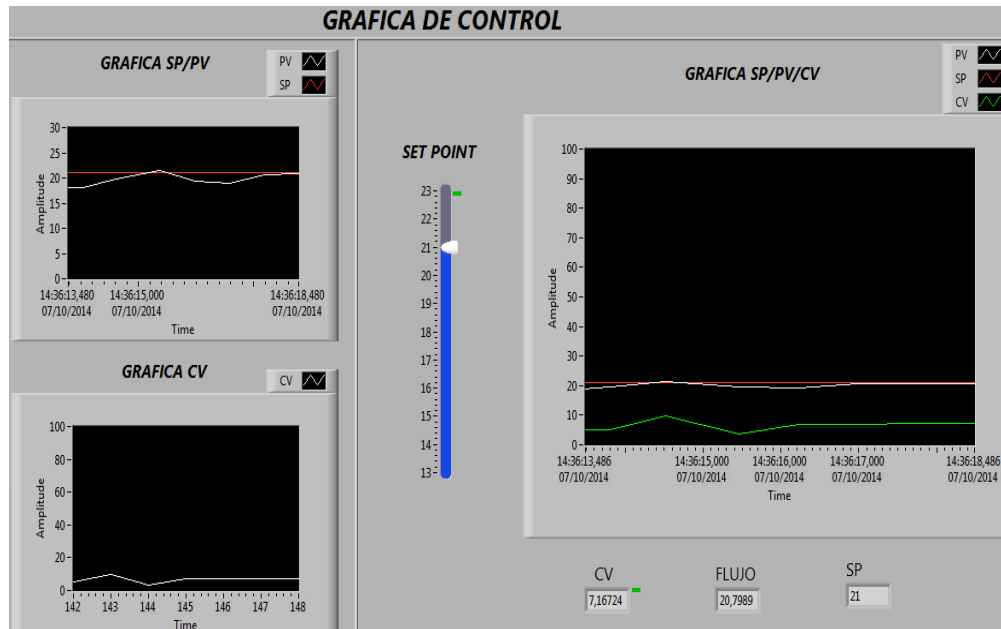 GRAFICA DE CONTROL
GRAFICA SP/PV
PV
SP
30
25
20
15
10
5
0
Amplitude
14:36:13,480
07/10/2014
14:36:15,000
07/10/2014
14:36:18,480
07/10/2014
Time
GRAFICA CV
CV
100
80
60
40
20
0
Amplitude
142 143 144 145 146 147 148
Time
SET POINT
23
22
21
20
19
18
17
16
15
14
13
GRAFICA SP/PV/CV
PV
SP
CV
100
90
80
70
60
50
40
30
20
10
0
Amplitude
14:36:13,486
07/10/2014
14:36:15,000
07/10/2014
14:36:16,000
07/10/2014
14:36:17,000
07/10/2014
14:36:18,486
07/10/2014
Time
CV
7,16724
FLUJO
20,7989
SP
21